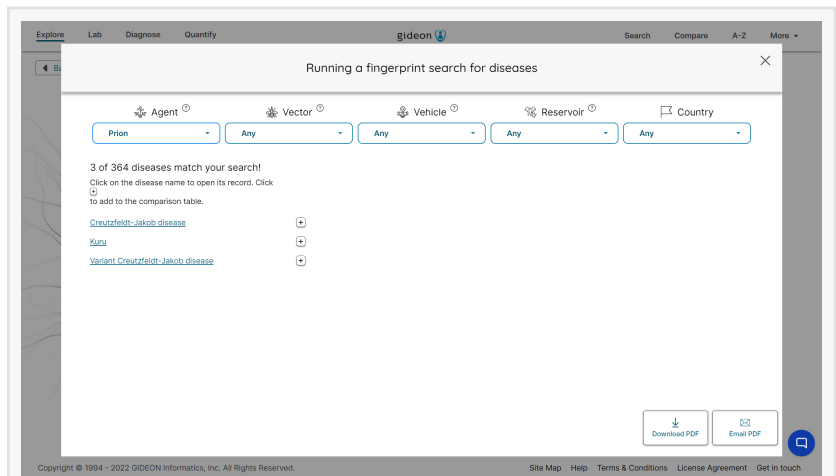 Explore Lab Diagnose Quantify gideon Search Compare A-Z More
Running a fingerprint search for diseases
Agent ? Vector ? Vehicle ? Reservoir ? Country
Prion Any Any Any Any
3 of 364 diseases match your search!
Click on the disease name to open its record. Click
+
to add to the comparison table.
Creutzfeldt-Jakob disease +
Kuru +
Variant Creutzfeldt-Jakob disease +
Download PDF Email PDF
Copyright © 1994 - 2022 GIDEON Informatics, Inc. All Rights Reserved. Site Map Help Terms & Conditions License Agreement Get in touch